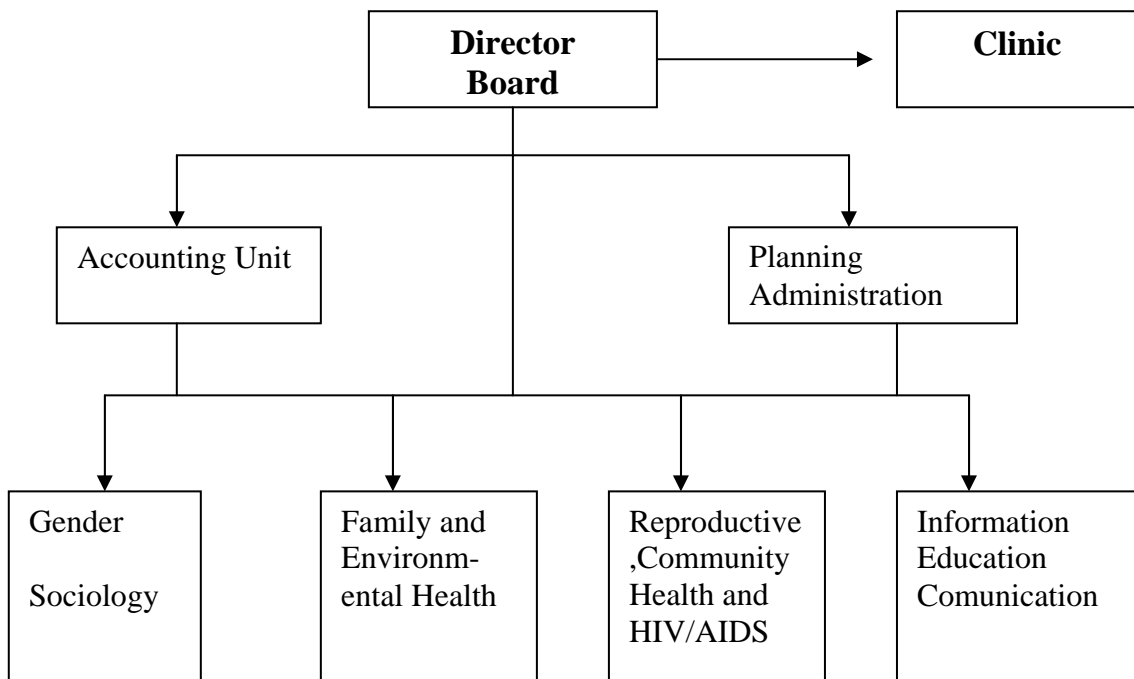 Director
Board
Clinic
Accounting Unit
Planning
Administration
Gender
Sociology
Family and
Environm-
ental Health
Reproductive
,Community
Health and
HIV/AIDS
Information
Education
Comunication